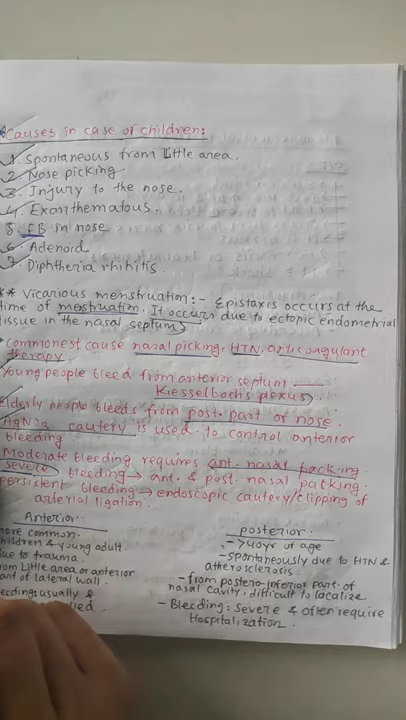 Causes in case of children:
1. Spontaneous from Little area.
2. Nose picking
3. Injury to the nose.
4. Exanthematous.
5. FB in nose
6. Adenoid
7. Diphtheria rhinitis.
** Vicarious menstruation:- Epistaxis occurs at the
time of mestruation. It occurs due to ectopic endometrial
tissue in the nasal septum
Commonest cause nasal picking, HTN, anticoagulant
therapy.
Young people bleed from anterior septum
Kiesselbach's plexus
Elderly people bleeds from post. part of nose.
AgNO3 cautery is used to control anterior
bleeding
Moderate bleeding requires ant. nasal packing.
severe bleeding → ant. & post. nasal packing.
persistent bleeding → endoscopic cautery/clipping of
arterial ligation.
Anterior
more common.
children & young adult
due to trauma
from Little area or anterior
part of lateral wall.
usually &
posterior.
- >40yr of age
- spontaneously due to HTN &
atherosclerosis
- from postero-inferior part of
nasal cavity, difficult to localize
- Bleeding: severe & often require
Hospitalization.